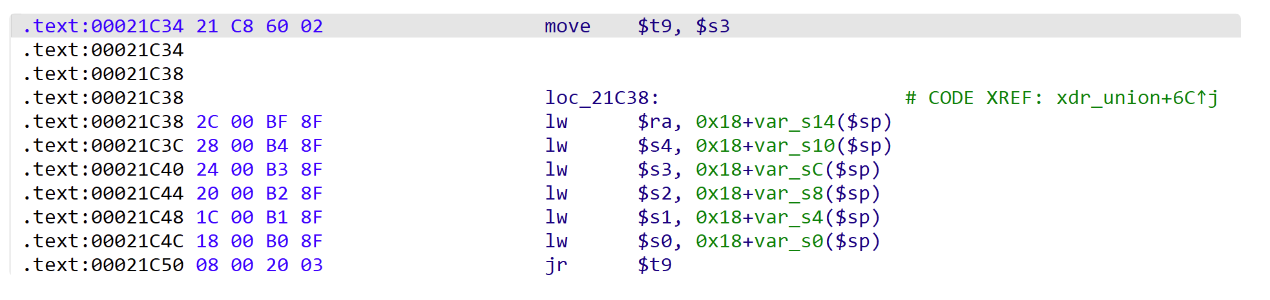 .text:00021C34 21 C8 60 02 move $t9, $s3
.text:00021C34
.text:00021C38
.text:00021C38 loc_21C38: # CODE XREF: xdr_union+6C↑j
.text:00021C38 2C 00 BF 8F lw $ra, 0x18+var_s14($sp)
.text:00021C3C 28 00 B4 8F lw $s4, 0x18+var_s10($sp)
.text:00021C40 24 00 B3 8F lw $s3, 0x18+var_sC($sp)
.text:00021C44 20 00 B2 8F lw $s2, 0x18+var_s8($sp)
.text:00021C48 1C 00 B1 8F lw $s1, 0x18+var_s4($sp)
.text:00021C4C 18 00 B0 8F lw $s0, 0x18+var_s0($sp)
.text:00021C50 08 00 20 03 jr $t9